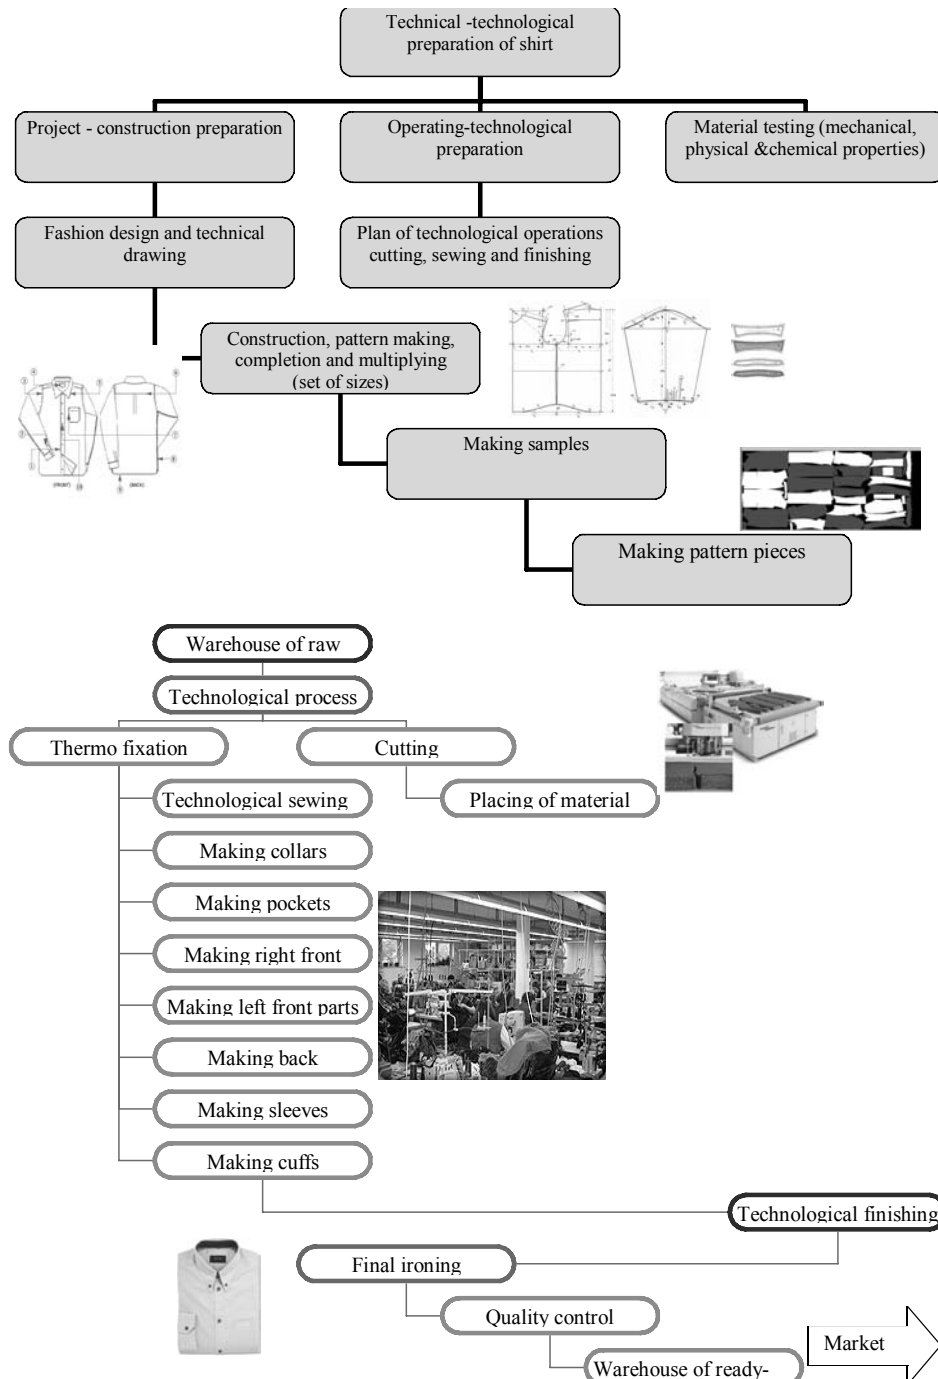 Technical -technological
preparation of shirt
Project - construction preparation
Operating-technological
preparation
Material testing (mechanical,
physical &chemical properties)
Fashion design and technical
drawing
Plan of technological operations
cutting, sewing and finishing
Construction, pattern making,
completion and multiplying
(set of sizes)
(FRONT)
(BACK)
Making samples
Making pattern pieces
Warehouse of raw
Technological process
Thermo fixation
Cutting
Technological sewing
Placing of material
Making collars
Making pockets
Making right front
Making left front parts
Making back
Making sleeves
Making cuffs
Technological finishing
Final ironing
Quality control
Market
Warehouse of ready-